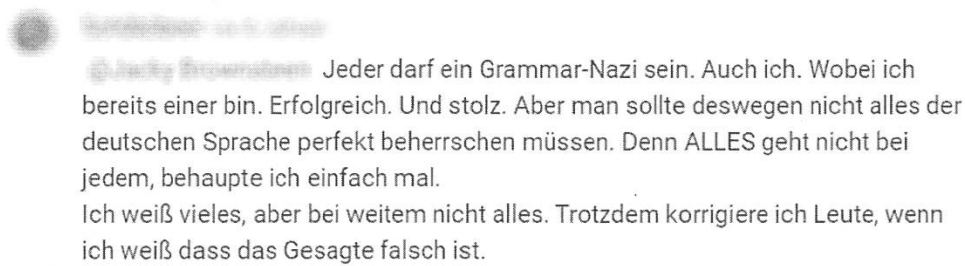 Jeder darf ein Grammar-Nazi sein. Auch ich. Wobei ich
bereits einer bin. Erfolgreich. Und stolz. Aber man sollte deswegen nicht alles der
deutschen Sprache perfekt beherrschen müssen. Denn ALLES geht nicht bei
jedem, behaupte ich einfach mal.
Ich weiß vieles, aber bei weitem nicht alles. Trotzdem korrigiere ich Leute, wenn
ich weiß dass das Gesagte falsch ist.